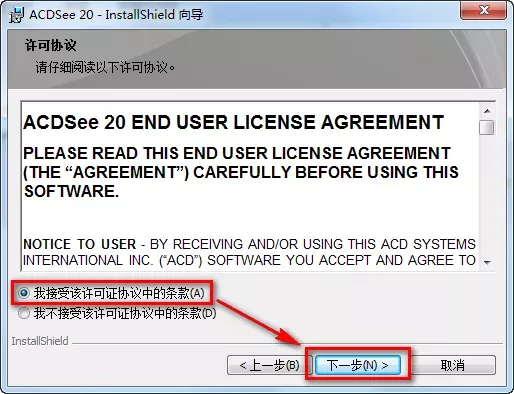 ACDSee 20 - InstallShield 向导
许可协议
请仔细阅读以下许可协议。
ACDSee 20 END USER LICENSE AGREEMENT
PLEASE READ THIS END USER LICENSE AGREEMENT
(THE “AGREEMENT”) CAREFULLY BEFORE USING THIS
SOFTWARE.
NOTICE TO USER - BY RECEIVING AND/OR USING THIS ACD SYSTEMS
INTERNATIONAL INC. (“ACD”) SOFTWARE YOU ACCEPT AND AGREE TO
我接受该许可证协议中的条款(A)
我不接受该许可证协议中的条款(D)
InstallShield
< 上一步(B)
下一步(N) >
取消